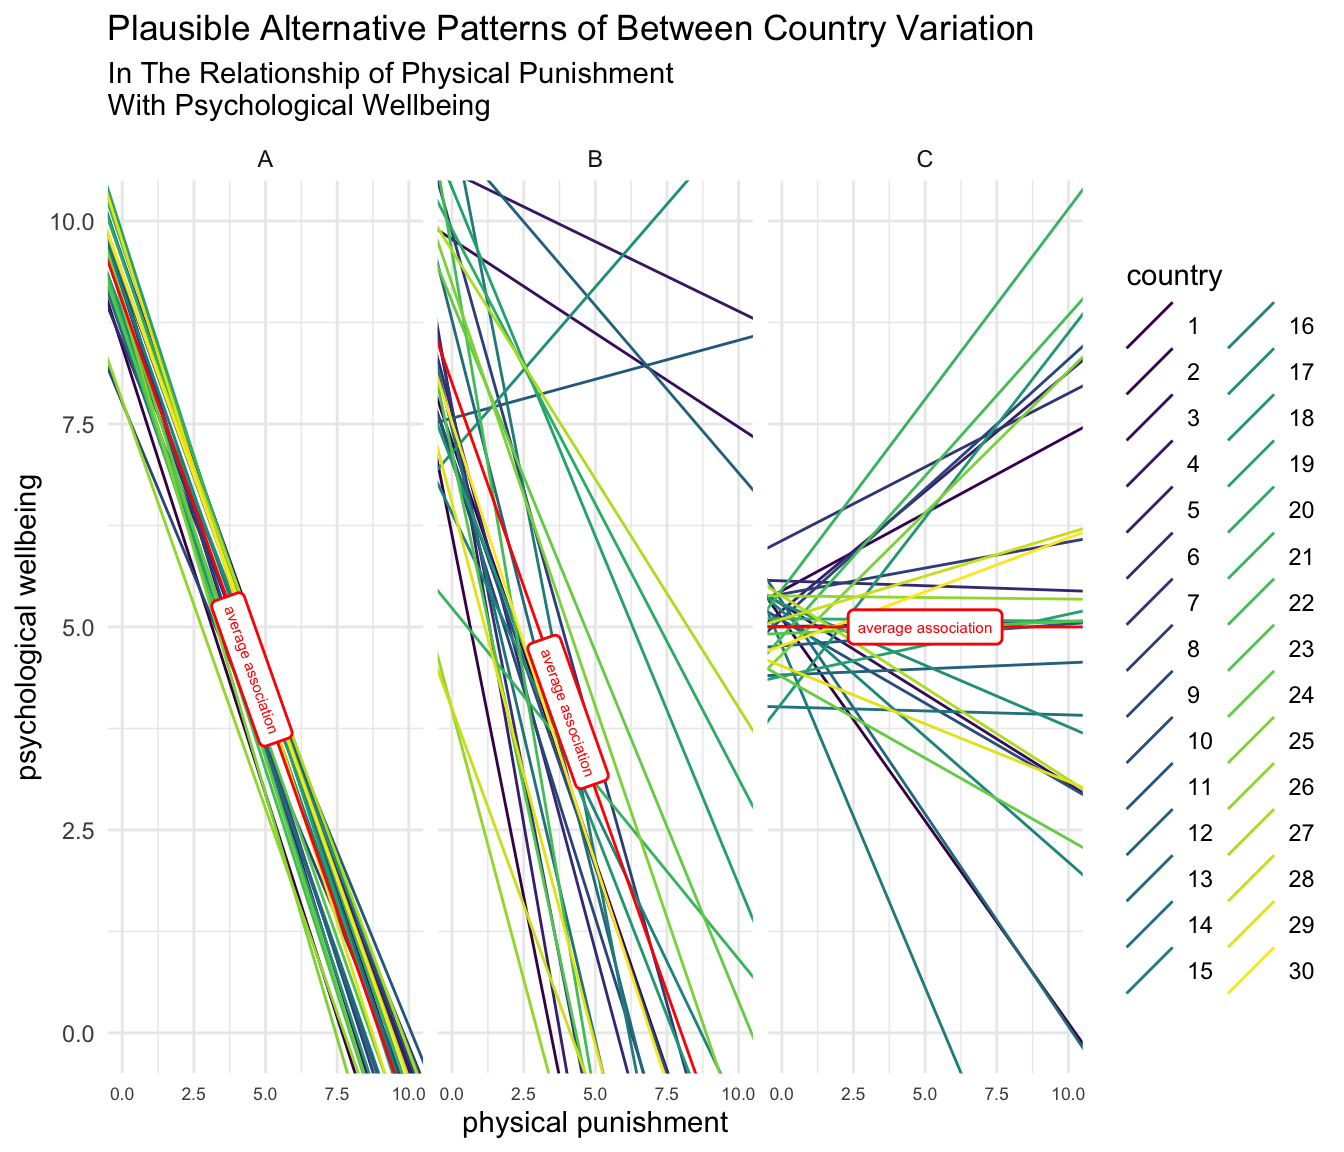 Plausible Alternative Patterns of Between Country Variation
In The Relationship of Physical Punishment
With Psychological Wellbeing
A
B
C
psychological wellbeing
10.0
7.5
5.0
2.5
0.0
average association
average association
average association
0.0 2.5 5.0 7.5 10.0
0.0 2.5 5.0 7.5 10.0
0.0 2.5 5.0 7.5 10.0
physical punishment
country
1
2
3
4
5
6
7
8
9
10
11
12
13
14
15
16
17
18
19
20
21
22
23
24
25
26
27
28
29
30